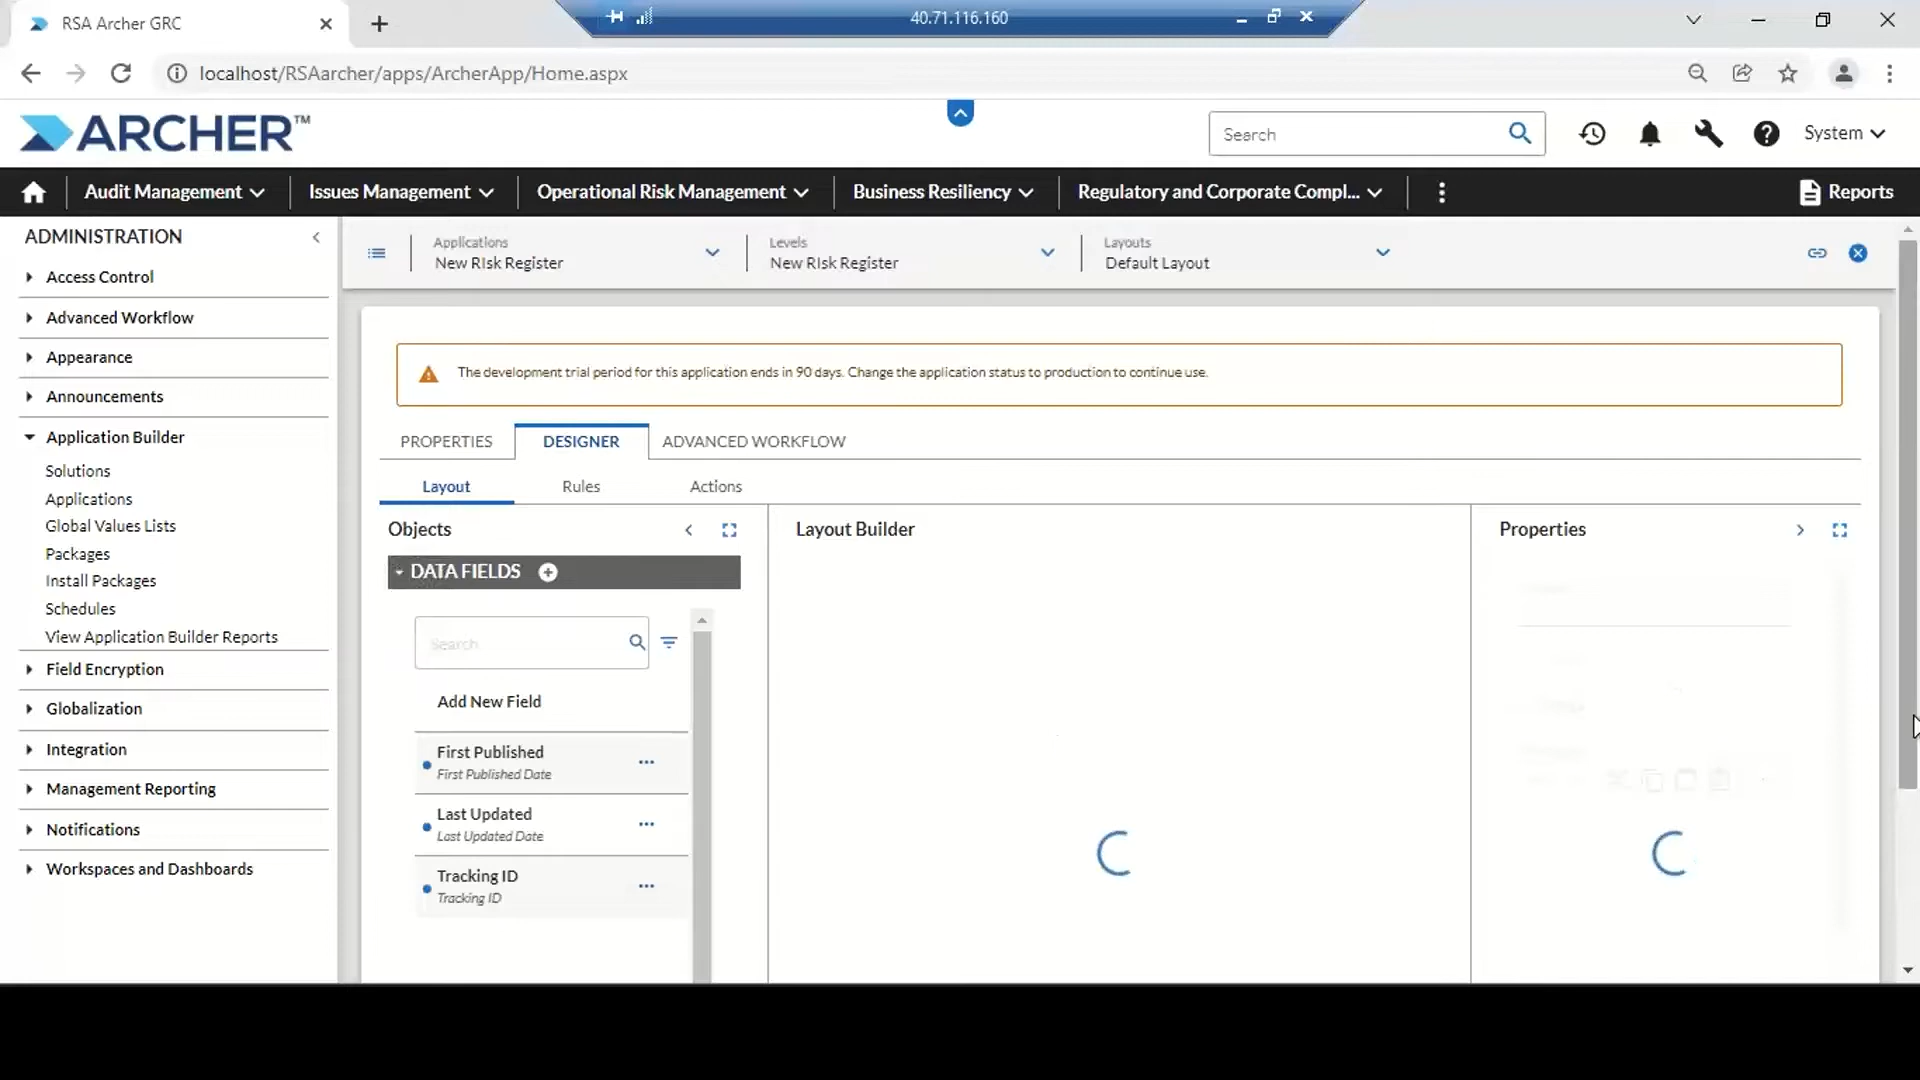 RSA Archer GRC
40.71.116.160
localhost/RSAarcher/apps/ArcherApp/Home.aspx
ARCHER™
Search
System
Audit Management
Issues Management
Operational Risk Management
Business Resiliency
Regulatory and Corporate Compl...
Reports
ADMINISTRATION
Access Control
Advanced Workflow
Appearance
Announcements
Application Builder
Solutions
Applications
Global Values Lists
Packages
Install Packages
Schedules
View Application Builder Reports
Field Encryption
Globalization
Integration
Management Reporting
Notifications
Workspaces and Dashboards
Applications
New RIsk Register
Levels
New RIsk Register
Layouts
Default Layout
The development trial period for this application ends in 90 days. Change the application status to production to continue use.
PROPERTIES
DESIGNER
ADVANCED WORKFLOW
Layout
Rules
Actions
Objects
DATA FIELDS
Search
Add New Field
First Published
First Published Date
Last Updated
Last Updated Date
Tracking ID
Tracking ID
Layout Builder
Properties